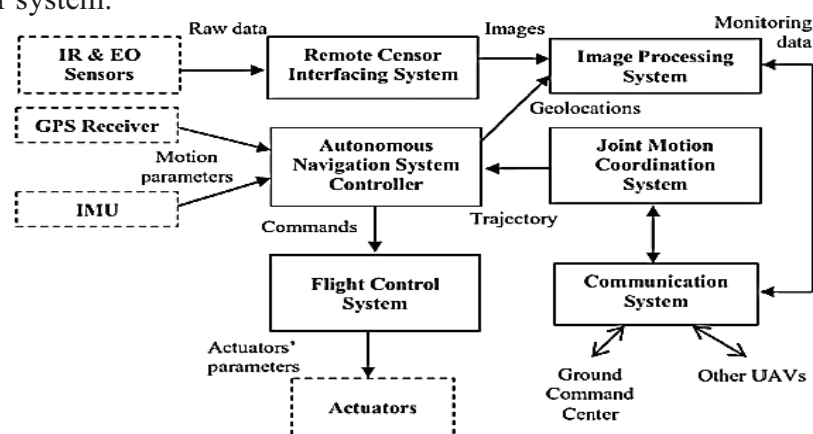 r system.
Raw data
Images
Monitoring
data
IR & EO
Sensors
Remote Censor
Interfacing System
Image Processing
System
Geolocations
GPS Receiver
Motion
parameters
IMU
Autonomous
Navigation System
Controller
Joint Motion
Coordination
System
Commands
Trajectory
Flight Control
System
Communication
System
Actuators'
parameters
Actuators
Ground
Command
Center
Other UAVs